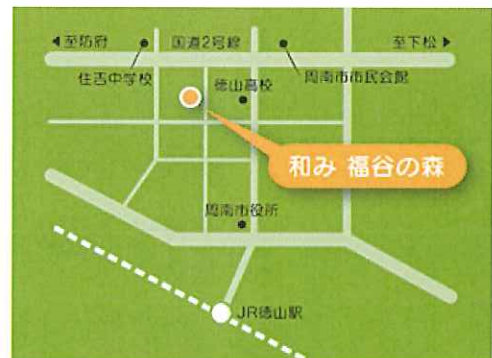 ◀至防府
国道2号線
至下松▶
住吉中学校
徳山高校
周南市市民会館
和み 福谷の森
周南市役所
JR徳山駅